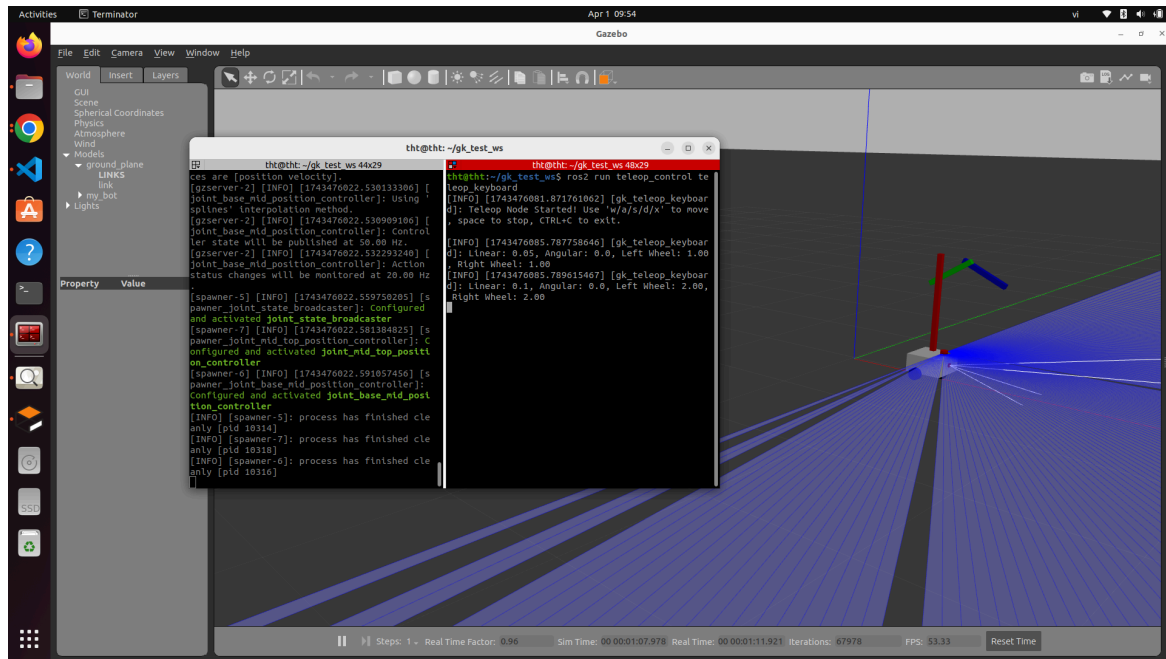 Activities Terminator Apr 1 09:54 vi
Gazebo
File Edit Camera View Window Help
World Insert Layers
GUI
Scene
Spherical Coordinates
Physics
Atmosphere
Wind
Models
ground_plane
LINKS
link
my_bot
Lights
Property Value
tht@tht: ~/gk_test_ws
tht@tht: ~/gk_test_ws 44x29
ces are [position velocity].
[gzserver-2] [INFO] [1743476022.530133306] [
joint_base_mid_position_controller]: Using '
splines' interpolation method.
[gzserver-2] [INFO] [1743476022.530909106] [
joint_base_mid_position_controller]: Control
ler state will be published at 50.00 Hz.
[gzserver-2] [INFO] [1743476022.532293240] [
joint_base_mid_position_controller]: Action
status changes will be monitored at 20.00 Hz
.
[spawner-5] [INFO] [1743476022.559750205] [s
pawner_joint_state_broadcaster]: Configured
and activated joint_state_broadcaster
[spawner-7] [INFO] [1743476022.581384825] [s
pawner_joint_mid_top_position_controller]: C
onfigured and activated joint_mid_top_positi
on_controller
[spawner-6] [INFO] [1743476022.591057456] [s
pawner_joint_base_mid_position_controller]:
Configured and activated joint_base_mid_posi
tion_controller
[INFO] [spawner-5]: process has finished cle
anly [pid 10314]
[INFO] [spawner-7]: process has finished cle
anly [pid 10318]
[INFO] [spawner-6]: process has finished cle
anly [pid 10316]
tht@tht: ~/gk_test_ws 48x29
tht@tht:~/gk_test_ws$ ros2 run teleop_control te
leop_keyboard
[INFO] [1743476081.871761062] [gk_teleop_keyboar
d]: Teleop Node Started! Use 'w/a/s/d/x' to move
, space to stop, CTRL+C to exit.
[INFO] [1743476085.787758646] [gk_teleop_keyboar
d]: Linear: 0.05, Angular: 0.0, Left Wheel: 1.00
, Right Wheel: 1.00
[INFO] [1743476085.789615467] [gk_teleop_keyboar
d]: Linear: 0.1, Angular: 0.0, Left Wheel: 2.00,
Right Wheel: 2.00
SSD
Steps: 1 Real Time Factor: 0.96 Sim Time: 00 00:01:07.978 Real Time: 00 00:01:11.921 Iterations: 67978 FPS: 53.33 Reset Time